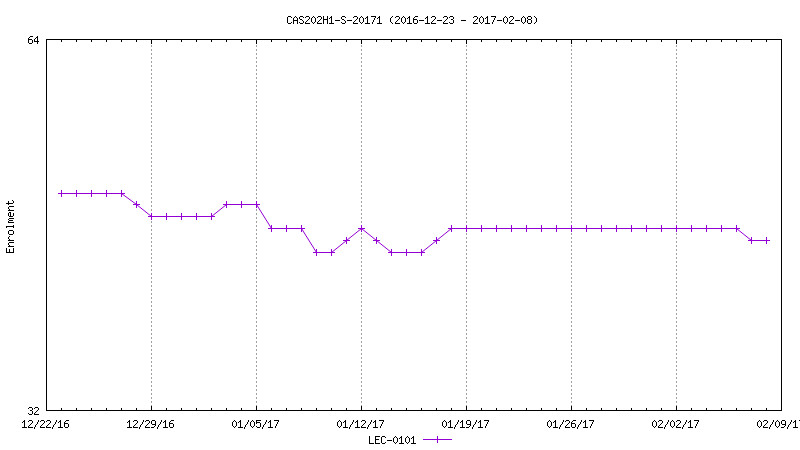 CAS202H1-S-20171 (2016-12-23 - 2017-02-08)
64
Enrolment
32
12/22/16 12/29/16 01/05/17 01/12/17 01/19/17 01/26/17 02/02/17 02/09/17
LEC-0101